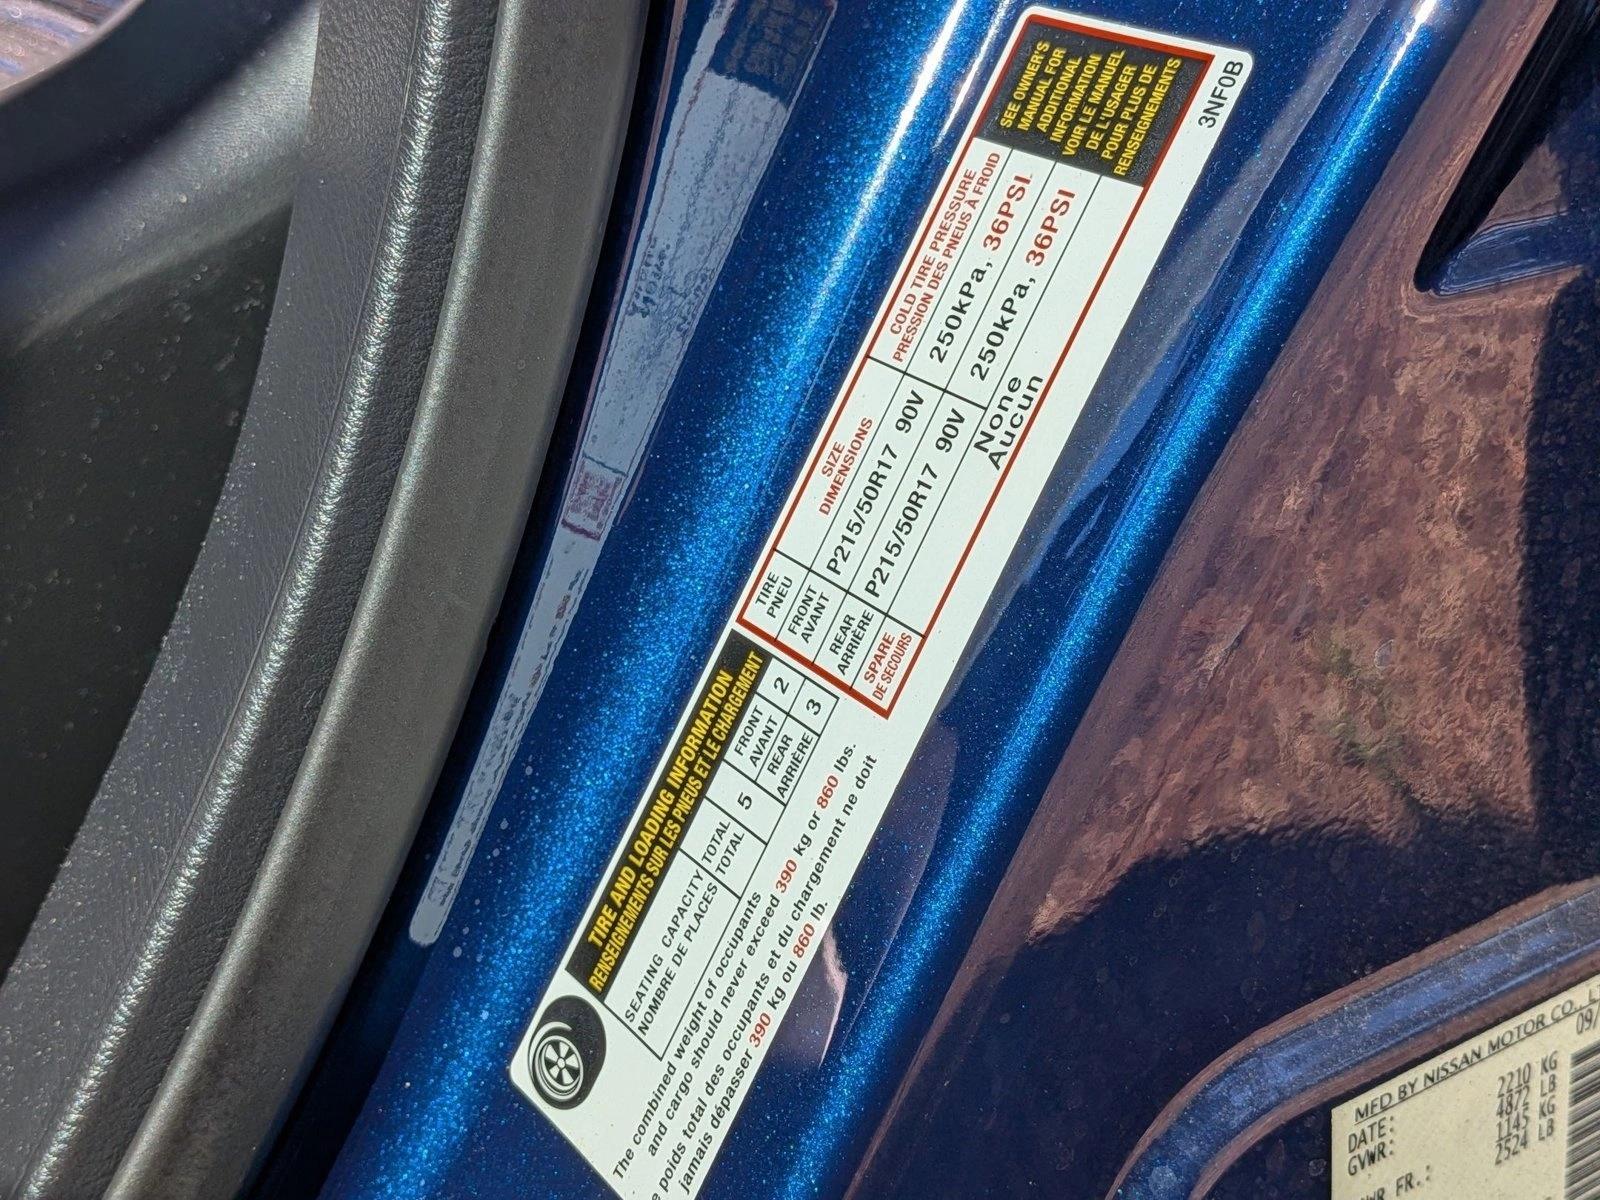 TIRE AND LOADING INFORMATION
RENSEIGNEMENTS SUR LES PNEUS ET LE CHARGEMENT
SEATING CAPACITY
NOMBRE DE PLACES
TOTAL
TOTAL
5
FRONT
AVANT
2
REAR
ARRIÈRE
3
The combined weight of occupants
and cargo should never exceed 390 kg or 860 lbs.
poids total des occupants et du chargement ne doit
jamais dépasser 390 kg ou 860 lb.
TIRE
PNEU
SIZE
DIMENSIONS
COLD TIRE PRESSURE
PRESSION DES PNEUS À FROID
SEE OWNER'S
MANUAL FOR
ADDITIONAL
INFORMATION
VOIR LE MANUEL
DE L'USAGER
POUR PLUS DE
RENSEIGNEMENTS
FRONT
AVANT
P215/50R17 90V
250kPa, 36PSI
REAR
ARRIÈRE
P215/50R17 90V
250kPa, 36PSI
SPARE
DE SECOURS
None
Aucun
3NF0B
MFD BY NISSAN MOTOR CO.,
DATE: 09/
GVWR: 2210 KG
4872 LB
FR.: 1145 KG
2524 LB